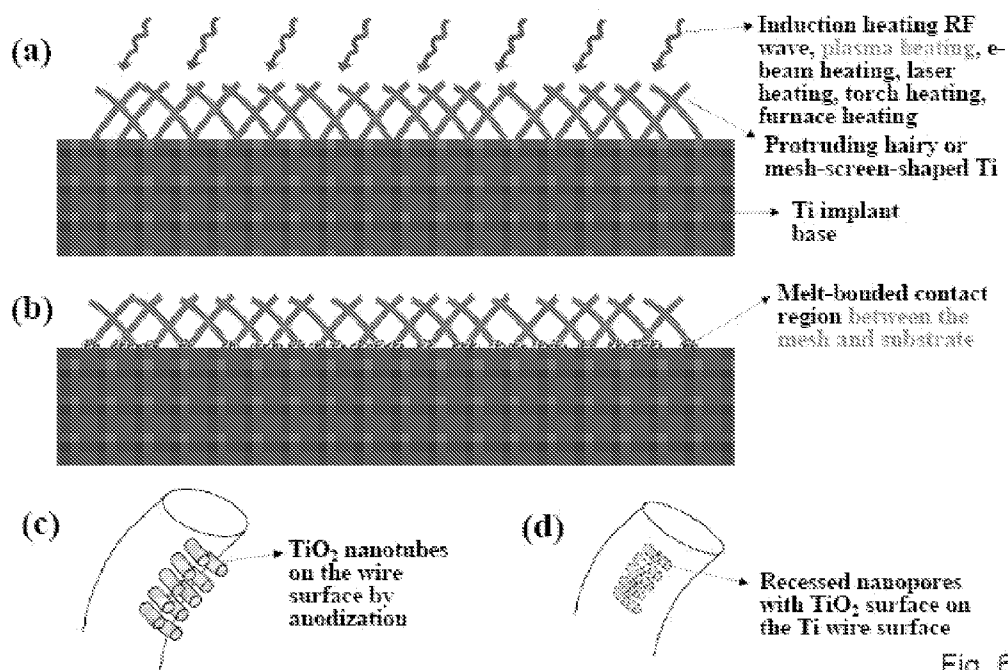 (a)
Induction heating RF
wave, plasma heating, e-
beam heating, laser
heating, torch heating,
furnace heating
Protruding hairy or
mesh-screen-shaped Ti
Ti implant
base
(b)
Melt-bonded contact
region between the
mesh and substrate
(c)
TiO₂ nanotubes
on the wire
surface by
anodization
(d)
Recessed nanopores
with TiO₂ surface on
the Ti wire surface
Fig. 6